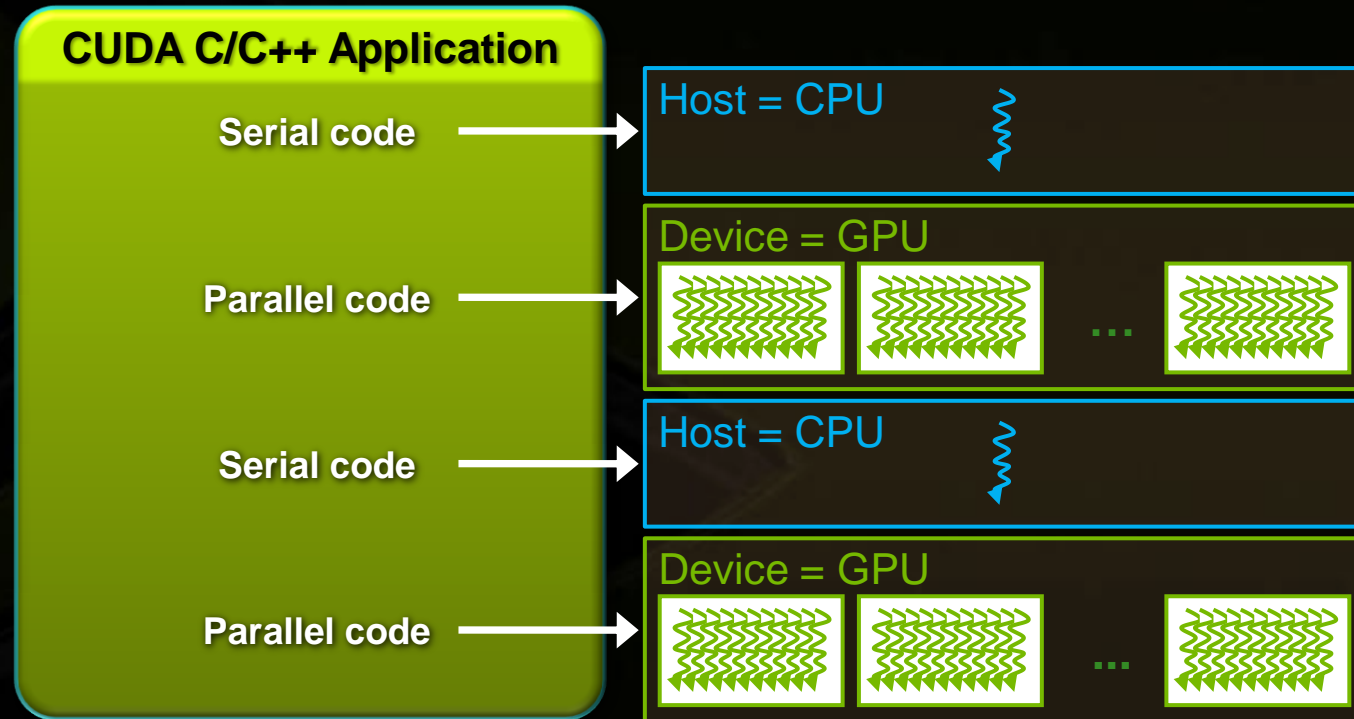 CUDA C/C++ Application
Serial code
Host = CPU
Parallel code
Device = GPU
...
Serial code
Host = CPU
Parallel code
Device = GPU
...